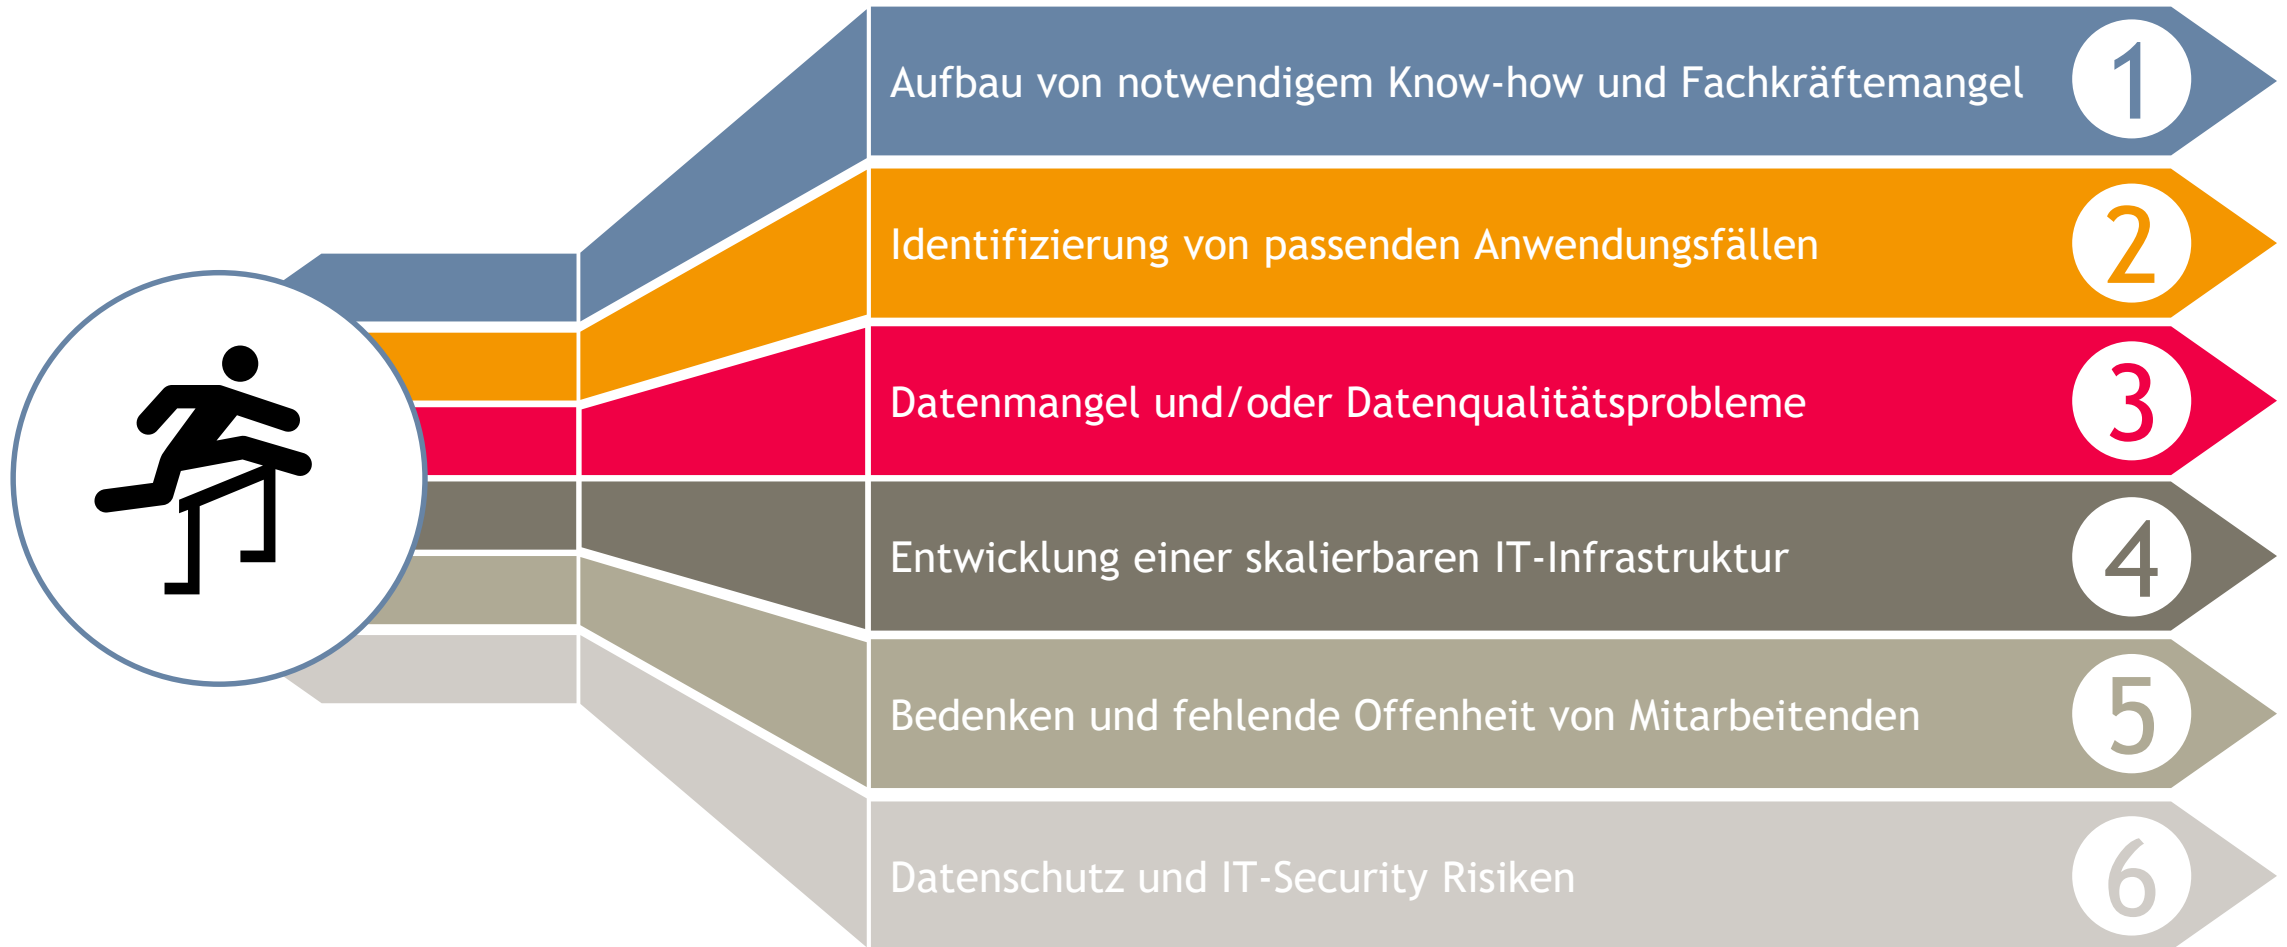 Aufbau von notwendigem Know-how und Fachkräftemangel 1
Identifizierung von passenden Anwendungsfällen 2
Datenmangel und/oder Datenqualitätsprobleme 3
Entwicklung einer skalierbaren IT-Infrastruktur 4
Bedenken und fehlende Offenheit von Mitarbeitenden 5
Datenschutz und IT-Security Risiken 6